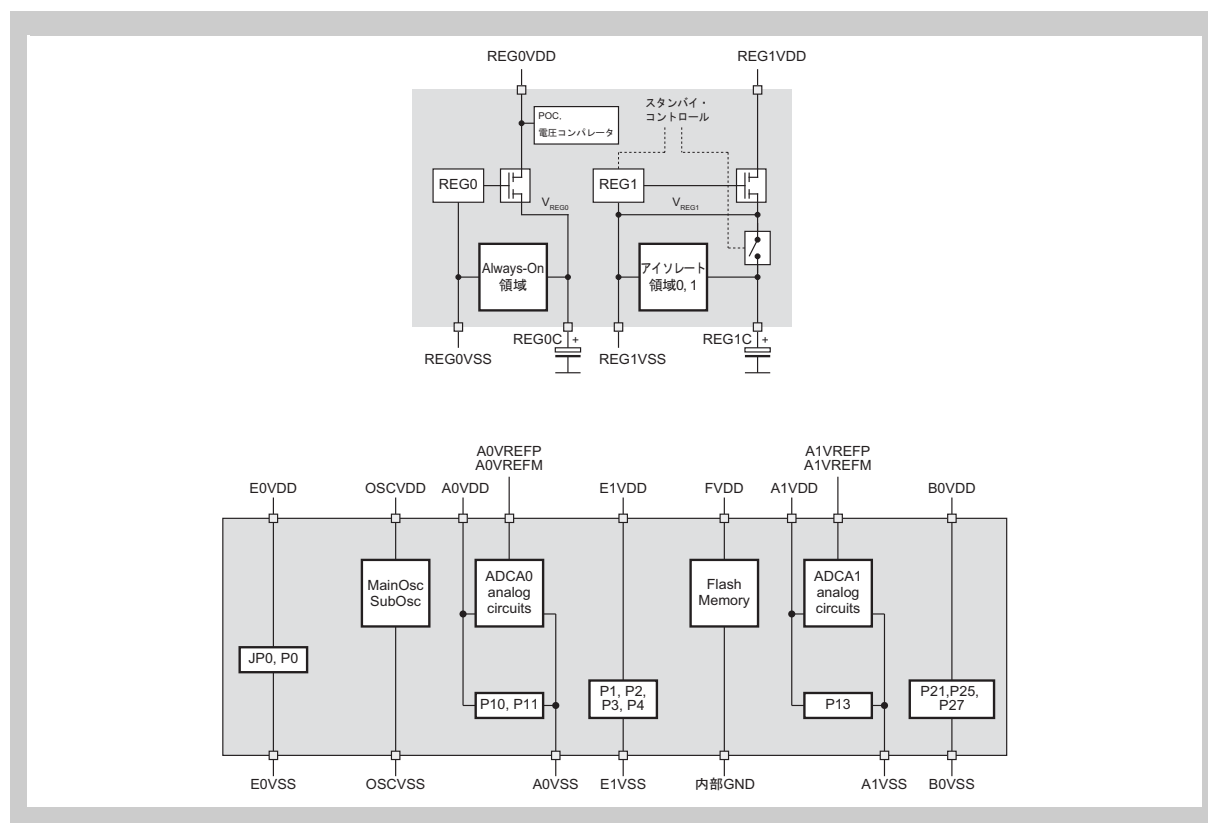 REG0VDD
REG1VDD
POC,
電圧コンパレータ
スタンバイ・
コントロール
REG0
REG1
VREG0
VREG1
Always-On
領域
アイソレート
領域0, 1
REG0C +
REG1C +
REG0VSS
REG1VSS
A0VREFP
A0VREFM
A1VREFP
A1VREFM
E0VDD
OSCVDD
A0VDD
E1VDD
FVDD
A1VDD
B0VDD
MainOsc
SubOsc
ADCA0
analog
circuits
Flash
Memory
ADCA1
analog
circuits
JP0, P0
P10, P11
P1, P2,
P3, P4
P13
P21,P25,
P27
E0VSS
OSCVSS
A0VSS
E1VSS
内部GND
A1VSS
B0VSS